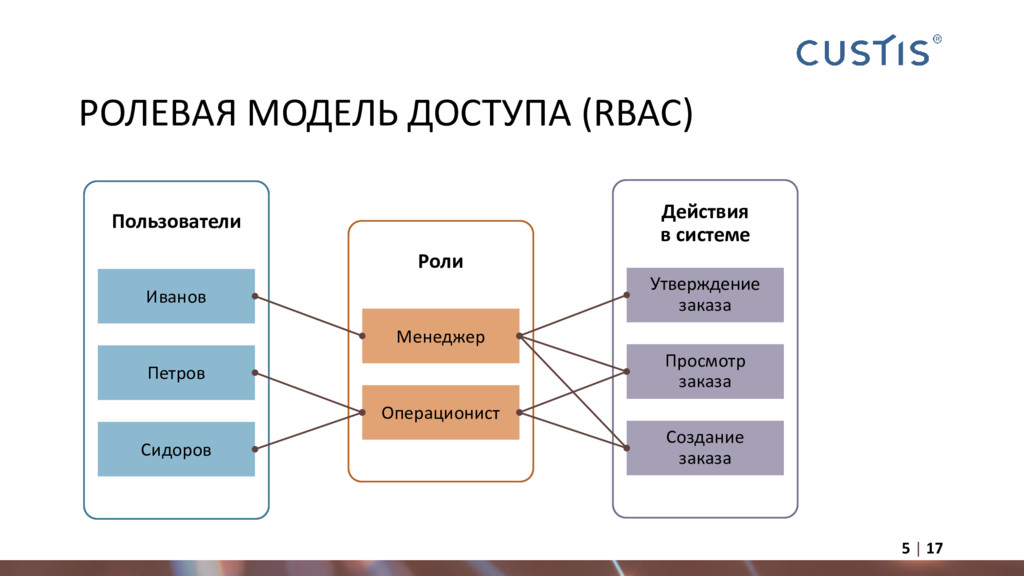 CUSTIS®
РОЛЕВАЯ МОДЕЛЬ ДОСТУПА (RBAC)
Пользователи
Иванов
Петров
Сидоров
Роли
Менеджер
Операционист
Действия
в системе
Утверждение
заказа
Просмотр
заказа
Создание
заказа
5 | 17